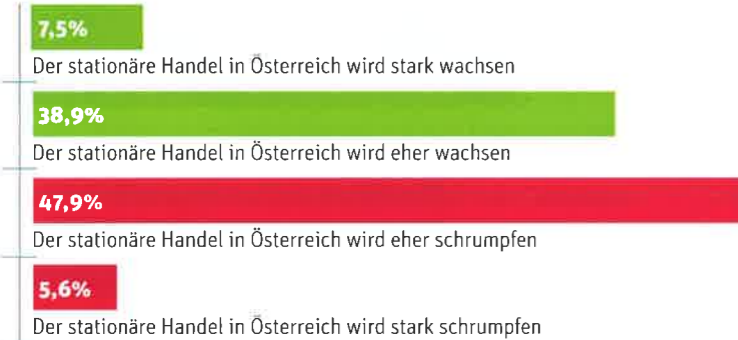 7,5%
Der stationäre Handel in Österreich wird stark wachsen
38,9%
Der stationäre Handel in Österreich wird eher wachsen
47,9%
Der stationäre Handel in Österreich wird eher schrumpfen
5,6%
Der stationäre Handel in Österreich wird stark schrumpfen